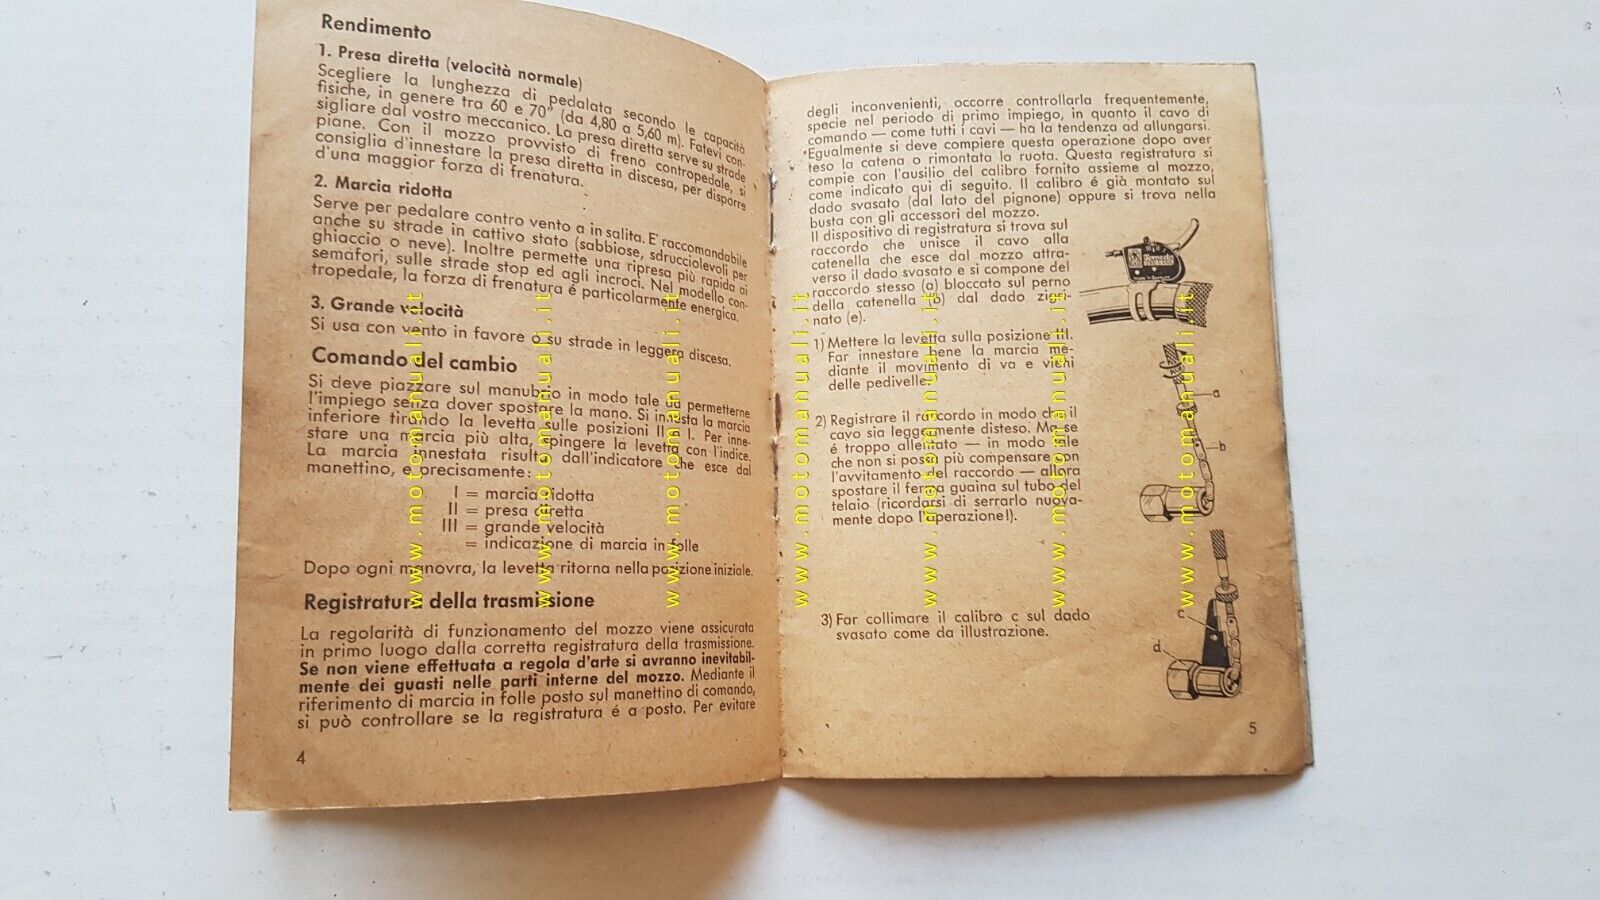 Rendimento
1. Presa diretta (velocità normale)
Scegliere la lunghezza di pedalata secondo le capacità
fisiche, in genere tra 60 e 70" (da 4,80 a 5,60 m). Fatevi con-
sigliare dal vostro meccanico. La presa diretta serve su strade
piane. Con il mozzo provvisto di freno contropedale, si
consiglia d'innestare la presa diretta in discesa, per disporre
d'una maggior forza di frenatura.
2. Marcia ridotta
Serve per pedalare contro vento a in salita. E' raccomandabile
anche su strade in cattivo stato (sabbiose, sdrucciolevoli per
ghiaccio o neve). Inoltre permette una ripresa più rapida ai
semafori, sulle strade stop ed agli incroci. Nel modello con-
tropedale, la forza di frenatura é particolarmente energica.
3. Grande velocità
Si usa con vento in favore o su strade in leggera discesa.
Comando del cambio
Si deve piazzare sul manubrio in modo tale da permetterne
l'impiego senza dover spostare la mano. Si innesta la marcia
inferiore tirando la levetta sulle posizioni II e I. Per inne-
stare una marcia più alta, spingere la levetta con l'indice.
La marcia innestata risulta dall'indicatore che esce dal
manettino, e precisamente:
I = marcia ridotta
II = presa diretta
III = grande velocità
= indicazione di marcia in folle
Dopo ogni manovra, la levetta ritorna nella posizione iniziale.
Registratura della trasmissione
La regolarità di funzionamento del mozzo viene assicurata
in primo luogo dalla corretta registratura della trasmissione.
Se non viene effettuata a regola d'arte si avranno inevitabil-
mente dei guasti nelle parti interne del mozzo. Mediante il
riferimento di marcia in folle posto sul manettino di comando,
si può controllare se la registratura é a posto. Per evitare
4
degli inconvenienti, occorre controllarla frequentemente,
specie nel periodo di primo impiego, in quanto il cavo di
comando — come tutti i cavi — ha la tendenza ad allungarsi.
Egualmente si deve compiere questa operazione dopo aver
teso la catena o rimontata la ruota. Questa registratura si
compie con l'ausilio del calibro fornito assieme al mozzo,
come indicato qui di seguito. Il calibro é già montato sul
dado svasato (dal lato del pignone) oppure si trova nella
busta con gli accessori del mozzo.
Il dispositivo di registratura si trova sul
raccordo che unisce il cavo alla
catenella che esce dal mozzo attra-
verso il dado svasato e si compone del
raccordo stesso (a) bloccato sul perno
della catenella (b) dal dado zigri-
nato (e).
1) Mettere la levetta sulla posizione III.
Far innestare bene la marcia me-
diante il movimento di va e vieni
delle pedivelle.
a
2) Registrare il raccordo in modo che il
cavo sia leggermente disteso. Ma se
é troppo allentato — in modo tale
che non si possa più compensare con
l'avvitamento del raccordo — allora
spostare il ferma guaina sul tubo del
telaio (ricordarsi di serrarlo nuova-
mente dopo l'operazione!).
b
3) Far collimare il calibro c sul dado
svasato come da illustrazione.
c
d
5
www.motomanuali.it
www.motomanuali.it
www.motomanuali.it
www.motomanuali.it
www.motomanuali.it
www.motomanuali.it
www.motomanuali.it